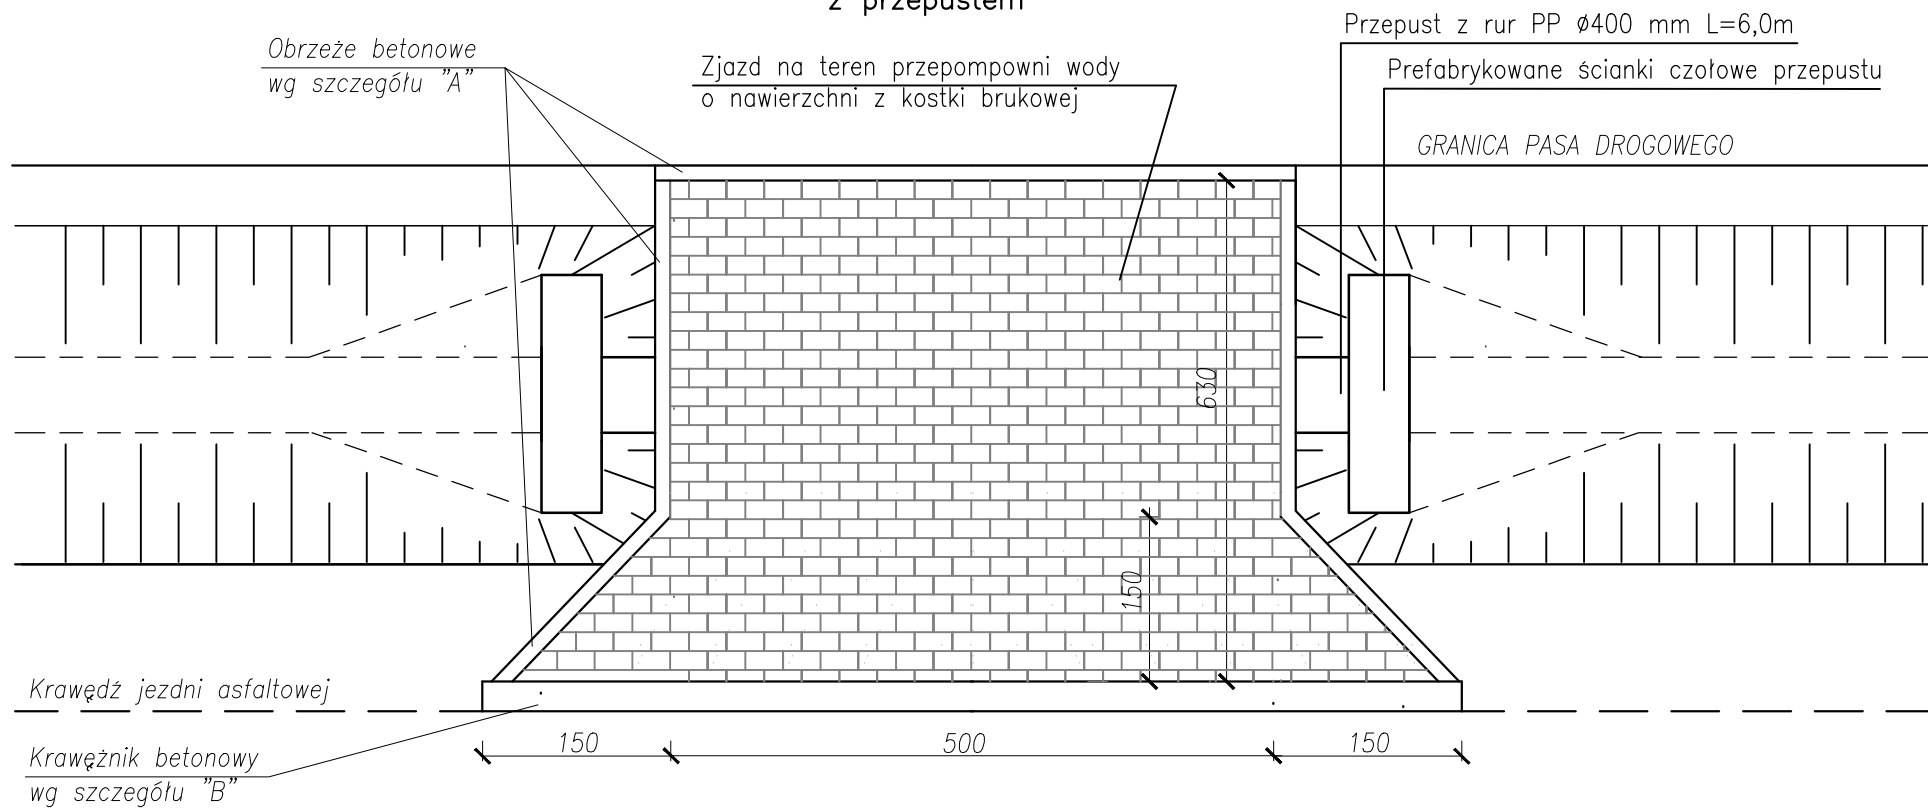 z przepustem
Przepust z rur PP Ø400 mm L=6,0m
Obrzeże betonowe
wg szczegółu "A"
Zjazd na teren przepompowni wody
o nawierzchni z kostki brukowej
Prefabrykowane ścianki czołowe przepustu
GRANICA PASA DROGOWEGO
630
150
Krawędź jezdni asfaltowej
Krawężnik betonowy
wg szczegółu "B"
150
500
150